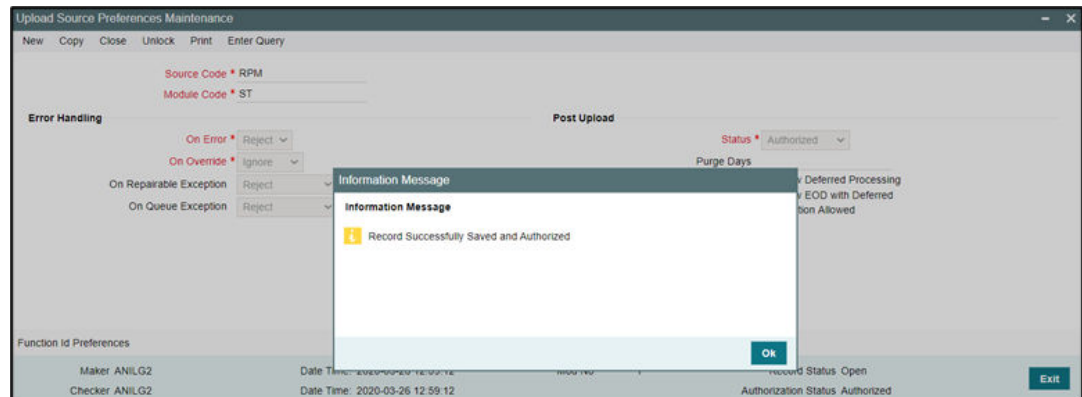 Upload Source Preferences Maintenance
New Copy Close Unlock Print Enter Query
Source Code * RPM
Module Code * ST
Error Handling
Post Upload
On Error * Reject
Status * Authorized
On Override * Ignore
Purge Days
On Repairable Exception Reject
Deferred Processing
On Queue Exception Reject
EOD with Deferred
Allowed
Information Message
Information Message
Record Successfully Saved and Authorized
Ok
Function Id Preferences
Maker ANILG2
Date
Status Open
Checker ANILG2
Date Time: 2020-03-26 12:59:12
Authorization Status Authorized
Exit